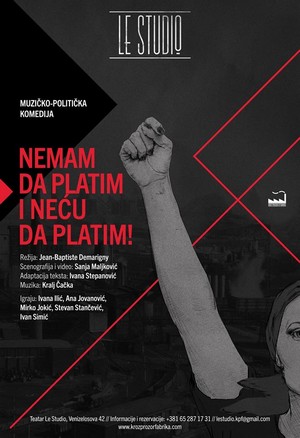 LE STUDIO
MUZIČKO-POLITIČKA
KOMEDIJA
NEMAM
DA PLATIM
I NEĆU
DA PLATIM!
Režija: Jean-Baptiste Demarigny
Scenografija i video: Sanja Maljković
Adaptacija teksta: Ivana Stepanović
Muzika: Kralj Čačka
Igraju: Ivana Ilić, Ana Jovanović,
Mirko Jokić, Stevan Stančević,
Ivan Simić
Teatar Le Studio, Venizelosova 42 // Informacije i rezervacije: +381 65 287 17 31 // lestudio.kpf@gmail.com
www.krozprozorfabrika.com